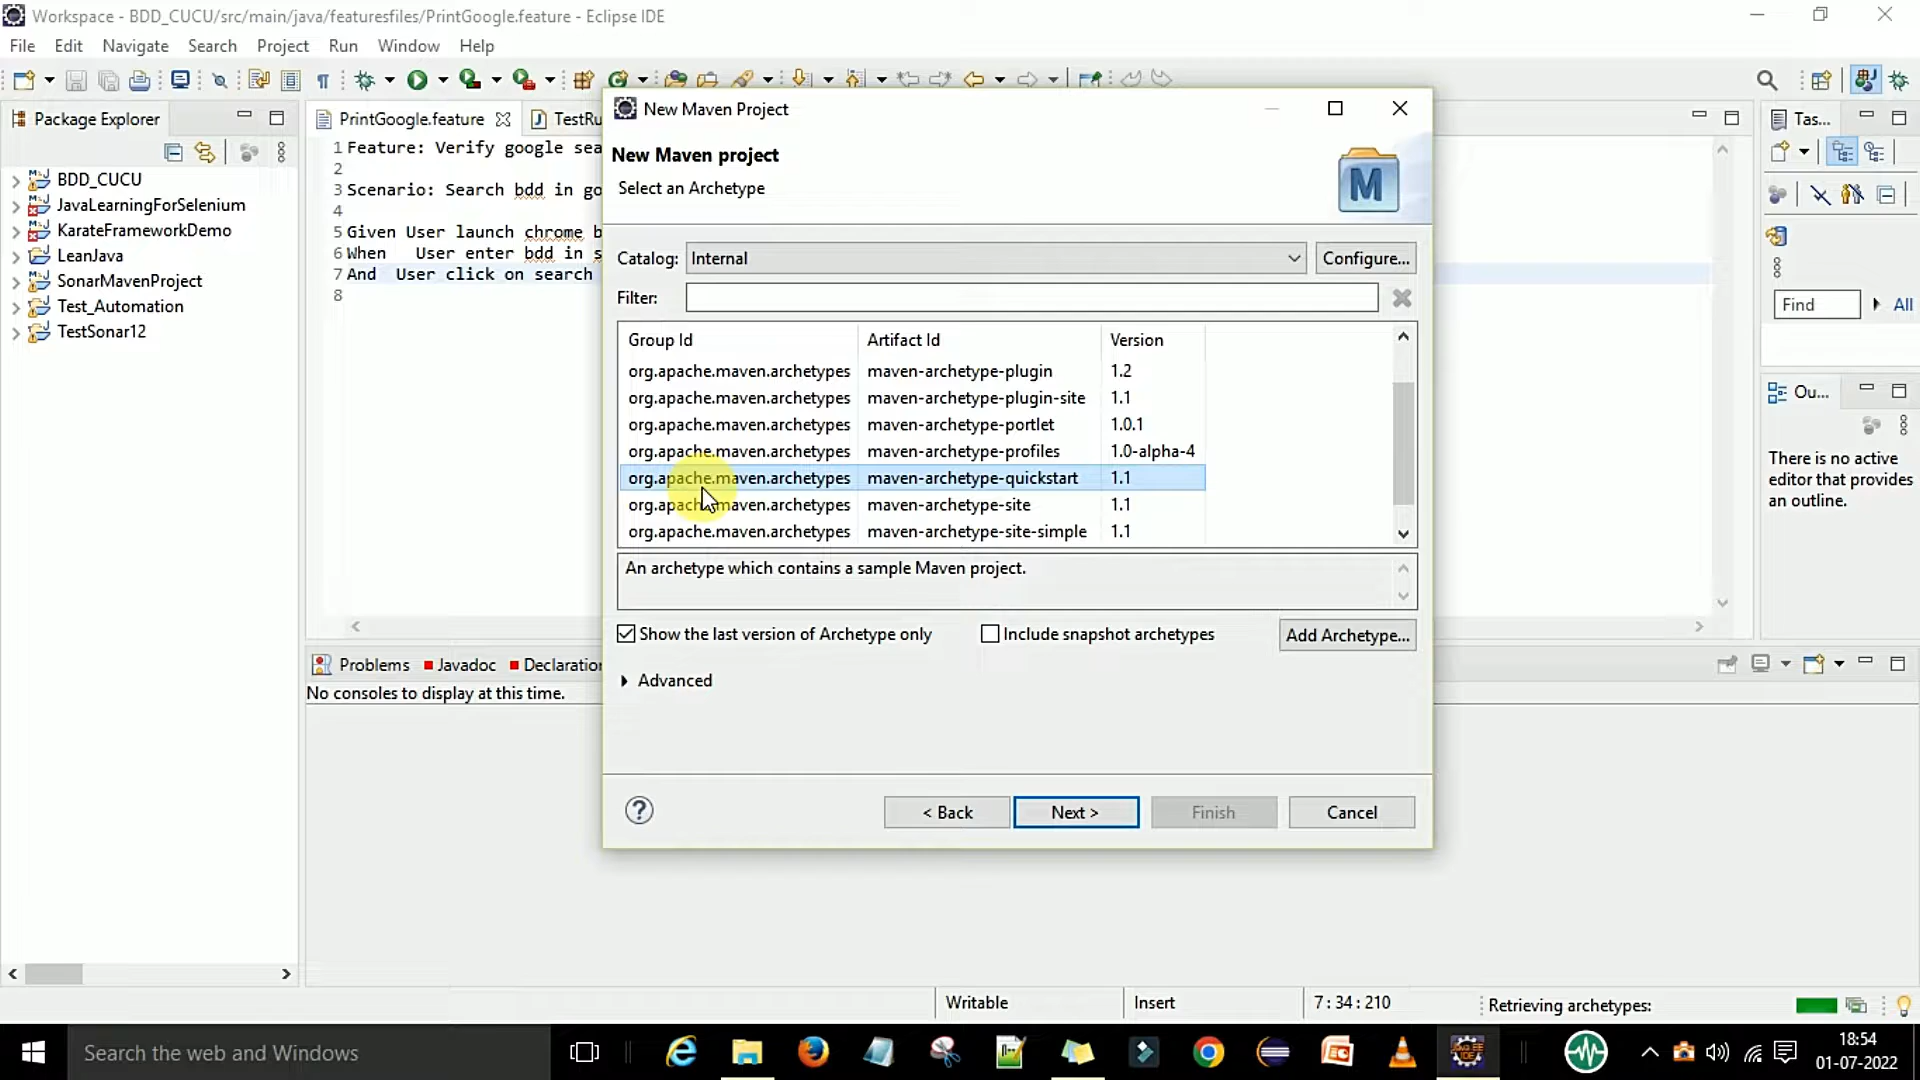 Workspace - BDD_CUCU/src/main/java/featuresfiles/PrintGoogle.feature - Eclipse IDE
File Edit Navigate Search Project Run Window Help
Package Explorer
BDD_CUCU
JavaLearningForSelenium
KarateFrameworkDemo
LeanJava
SonarMavenProject
Test_Automation
TestSonar12
PrintGoogle.feature
TestRu
1 Feature: Verify google sea
2
3 Scenario: Search bdd in go
4
5 Given User launch chrome b
6 When User enter bdd in s
7 And User click on search
8
New Maven Project
New Maven project
Select an Archetype
Catalog: Internal Configure...
Filter:
Group Id Artifact Id Version
org.apache.maven.archetypes maven-archetype-plugin 1.2
org.apache.maven.archetypes maven-archetype-plugin-site 1.1
org.apache.maven.archetypes maven-archetype-portlet 1.0.1
org.apache.maven.archetypes maven-archetype-profiles 1.0-alpha-4
org.apache.maven.archetypes maven-archetype-quickstart 1.1
org.apache.maven.archetypes maven-archetype-site 1.1
org.apache.maven.archetypes maven-archetype-site-simple 1.1
An archetype which contains a sample Maven project.
Show the last version of Archetype only Include snapshot archetypes Add Archetype...
Advanced
< Back Next > Finish Cancel
Tas...
Find All
Ou...
There is no active
editor that provides
an outline.
Problems Javadoc Declaration
No consoles to display at this time.
Writable Insert 7 : 34 : 210 Retrieving archetypes:
Search the web and Windows
18:54
01-07-2022